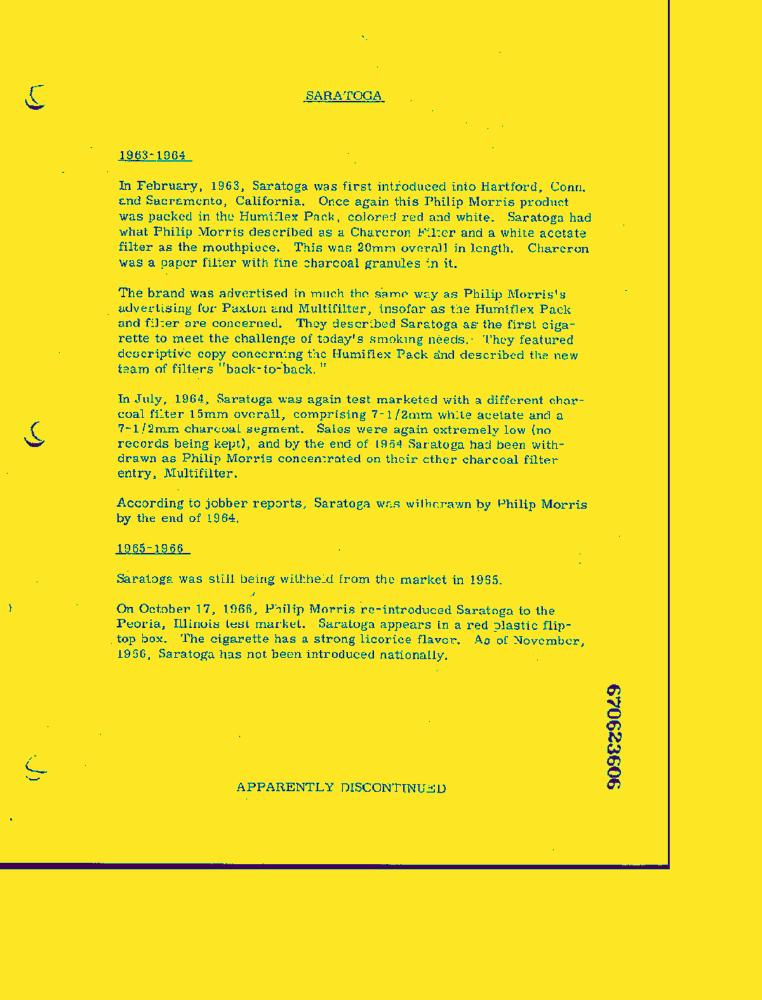 SARATOGA
1963-1964
In February, 1963, Saratoga was first introduced into Hartford, Conn.
and Sacramento, California. Once again this Philip Morris product
was packed in the Humiflex Pack, colored red and white. Saratoga had
what Philip Morris described as a Charcron Filter and a white acetate
filter as the mouthpiece. This was 20mm overall in length. Charcron
was a paper filter with fine charcoal granules in it.
The brand was advertised in much the same way as Philip Morris's
advertising for Paxton and Multifilter, insofar as the Humiflex Pack
and filter are concerned. They described Saratoga as the first ciga-
rette to meet the challenge of today's smoking needs. They featured
descriptive copy concerning the Humiflex Pack and described the new
team of filters "back-to-back."
In July, 1964, Saratoga was again test marketed with a different char-
coal filter 15mm overall, comprising 7-1/2mm white acetate and a
7-1/2mm charcoal segment. Sales were again extremely low (no
records being kept), and by the end of 1964 Saratoga had been with-
drawn as Philip Morris concentrated on their other charcoal filter
entry, Multifilter.
According to jobber reports, Saratoga was withdrawn by Philip Morris
by the end of 1964.
1965-1966
Saratoga was still being withheld from the market in 1965.
On October 17, 1966, Philip Morris re-introduced Saratoga to the
Peoria, Illinois test market. Saratoga appears in a red plastic flip-
top box. The cigarette has a strong licorice flavor. As of November,
1966, Saratoga has not been introduced nationally.
670623606
APPARENTLY DISCONTINUED